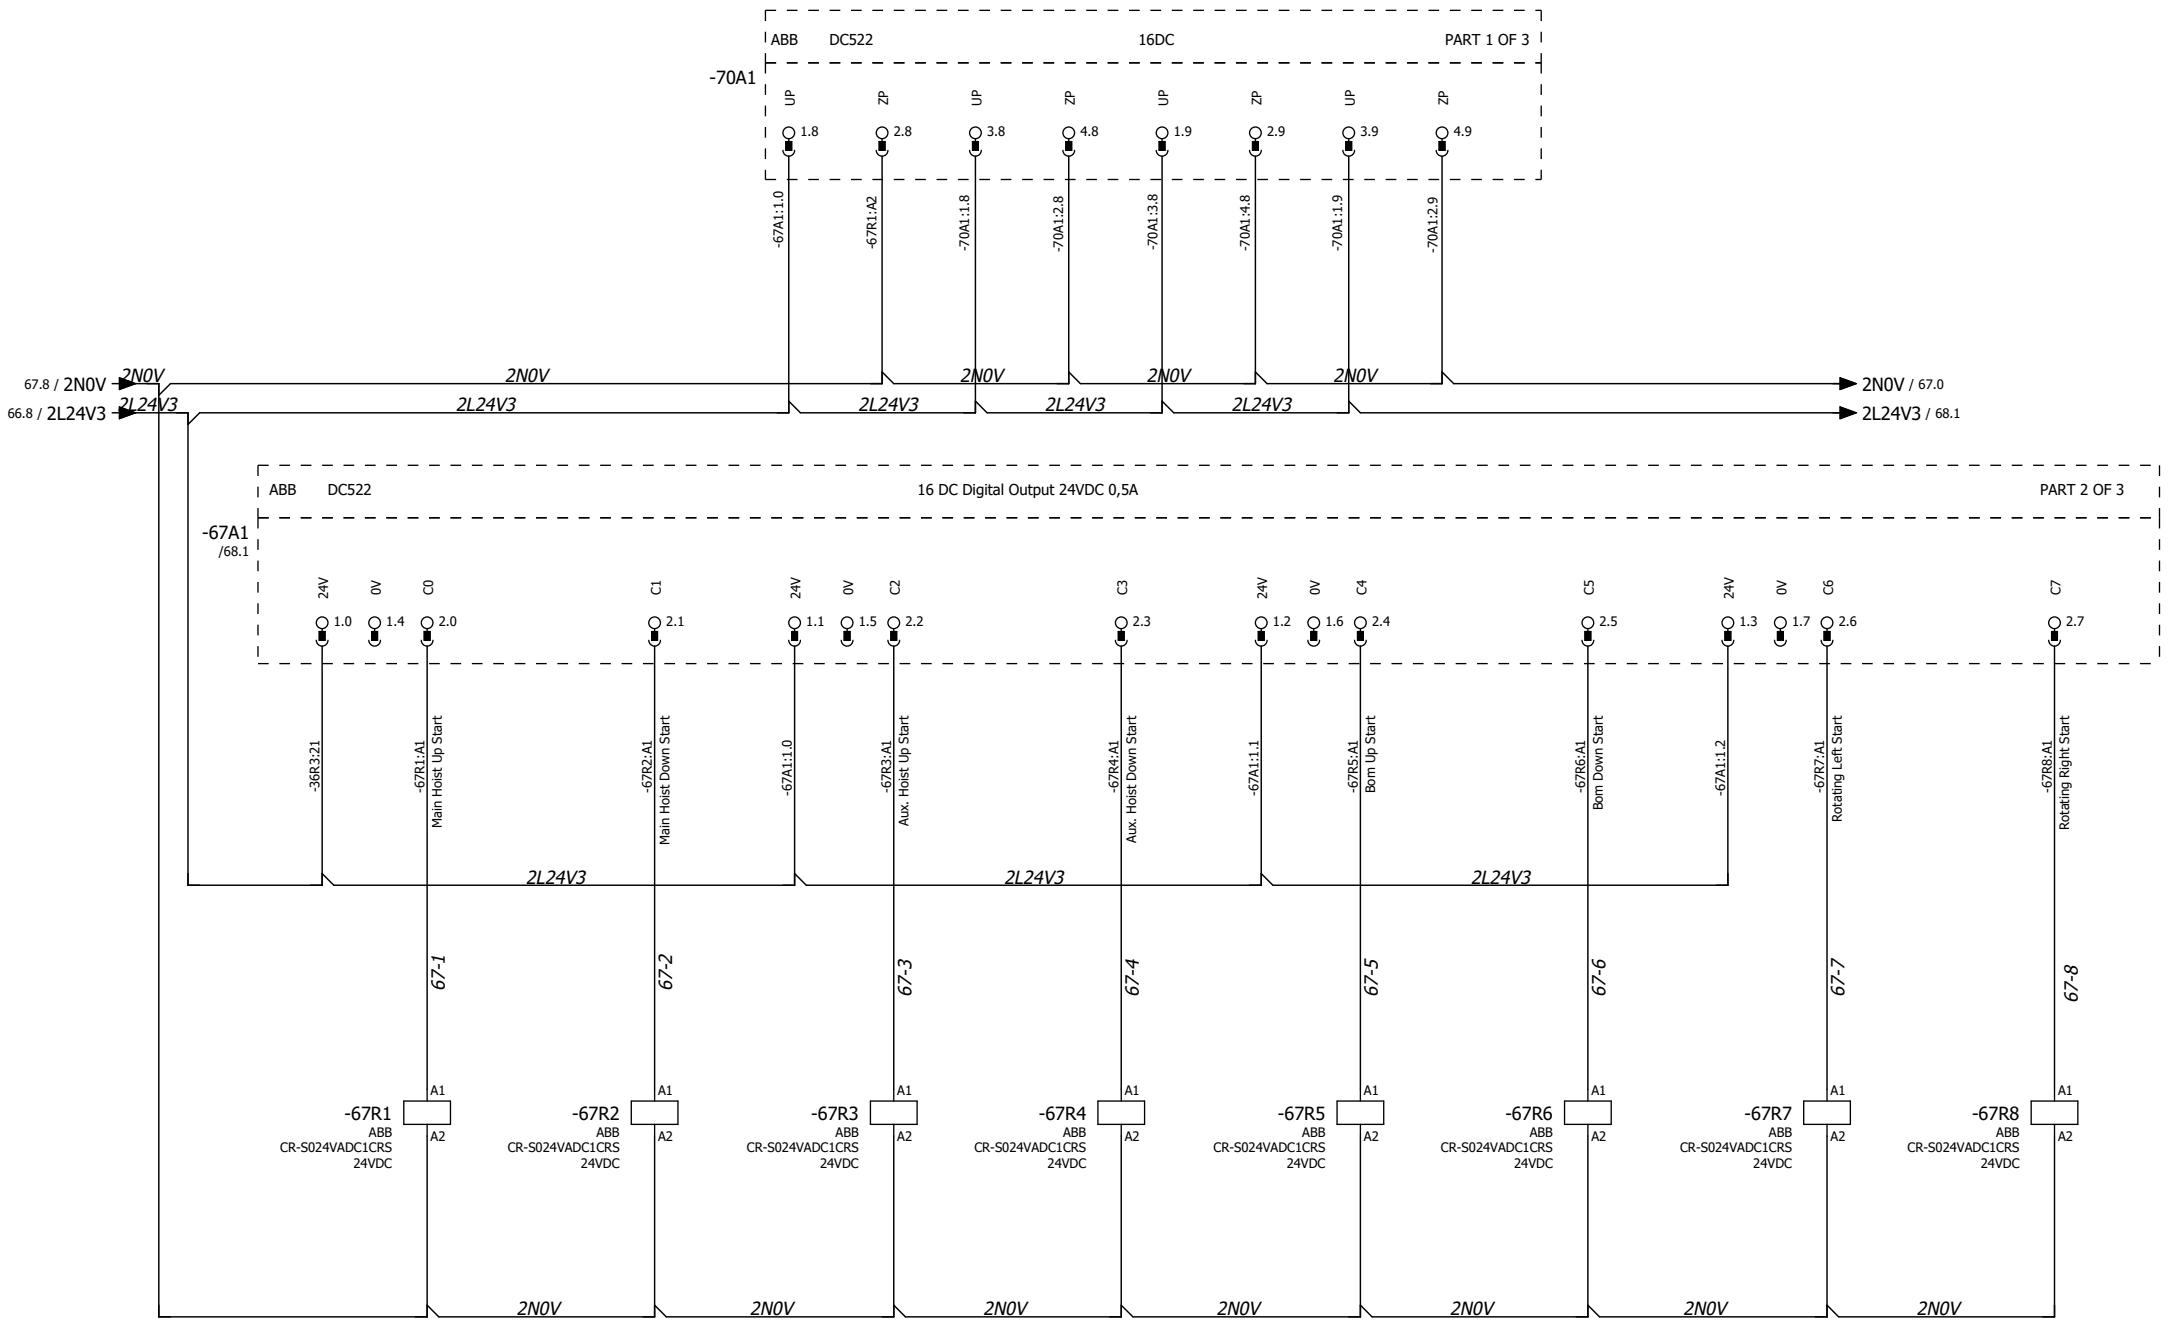 ABB DC522 16DC PART 1 OF 3
-70A1
UP ZP UP ZP UP ZP UP ZP
1.8 2.8 3.8 4.8 1.9 2.9 3.9 4.9
-67A1:1.0 -67R1:A2 -70A1:1.8 -70A1:2.8 -70A1:3.8 -70A1:4.8 -70A1:1.9 -70A1:2.9
67.8 / 2N0V 2N0V 2N0V 2N0V 2N0V 2N0V 2N0V / 67.0
66.8 / 2L24V3 2L24V3 2L24V3 2L24V3 2L24V3 2L24V3 2L24V3 / 68.1
ABB DC522 16 DC Digital Output 24VDC 0,5A PART 2 OF 3
-67A1
/68.1
24V 0V C0 C1 24V 0V C2 C3 24V 0V C4 C5 24V 0V C6 C7
1.0 1.4 2.0 2.1 1.1 1.5 2.2 2.3 1.2 1.6 2.4 2.5 1.3 1.7 2.6 2.7
-36R3:21
-67R1:A1
Main Hoist Up Start
-67R2:A1
Main Hoist Down Start
-67A1:1.0
-67R3:A1
Aux. Hoist Up Start
-67R4:A1
Aux. Hoist Down Start
-67A1:1.1
-67R5:A1
Bom Up Start
-67R6:A1
Bom Down Start
-67A1:1.2
-67R7:A1
Rotating Left Start
-67R8:A1
Rotating Right Start
2L24V3 2L24V3 2L24V3
67-1 67-2 67-3 67-4 67-5 67-6 67-7 67-8
A1 A1 A1 A1 A1 A1 A1 A1
-67R1 -67R2 -67R3 -67R4 -67R5 -67R6 -67R7 -67R8
ABB A2 ABB A2 ABB A2 ABB A2 ABB A2 ABB A2 ABB A2 ABB A2
CR-S024VADC1CRS CR-S024VADC1CRS CR-S024VADC1CRS CR-S024VADC1CRS CR-S024VADC1CRS CR-S024VADC1CRS CR-S024VADC1CRS CR-S024VADC1CRS
24VDC 24VDC 24VDC 24VDC 24VDC 24VDC 24VDC 24VDC
2N0V 2N0V 2N0V 2N0V 2N0V 2N0V 2N0V